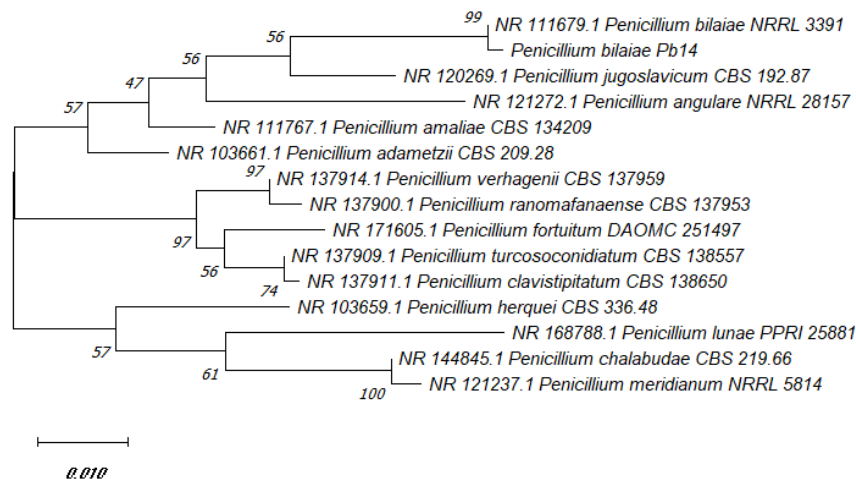 99
NR 111679.1 Penicillium bilaiae NRRL 3391
56
Penicillium bilaiae Pb14
56
NR 120269.1 Penicillium jugoslavicum CBS 192.87
47
NR 121272.1 Penicillium angulare NRRL 28157
57
NR 111767.1 Penicillium amaliae CBS 134209
NR 103661.1 Penicillium adametzii CBS 209.28
97
NR 137914.1 Penicillium verhagenii CBS 137959
NR 137900.1 Penicillium ranomafanaense CBS 137953
97
NR 171605.1 Penicillium fortuitum DAOMC 251497
56
NR 137909.1 Penicillium turcosoconidiatum CBS 138557
74
NR 137911.1 Penicillium clavistipitatum CBS 138650
NR 103659.1 Penicillium herquei CBS 336.48
57
NR 168788.1 Penicillium lunae PPRI 25881
61
NR 144845.1 Penicillium chalabudae CBS 219.66
100
NR 121237.1 Penicillium meridianum NRRL 5814
0.010